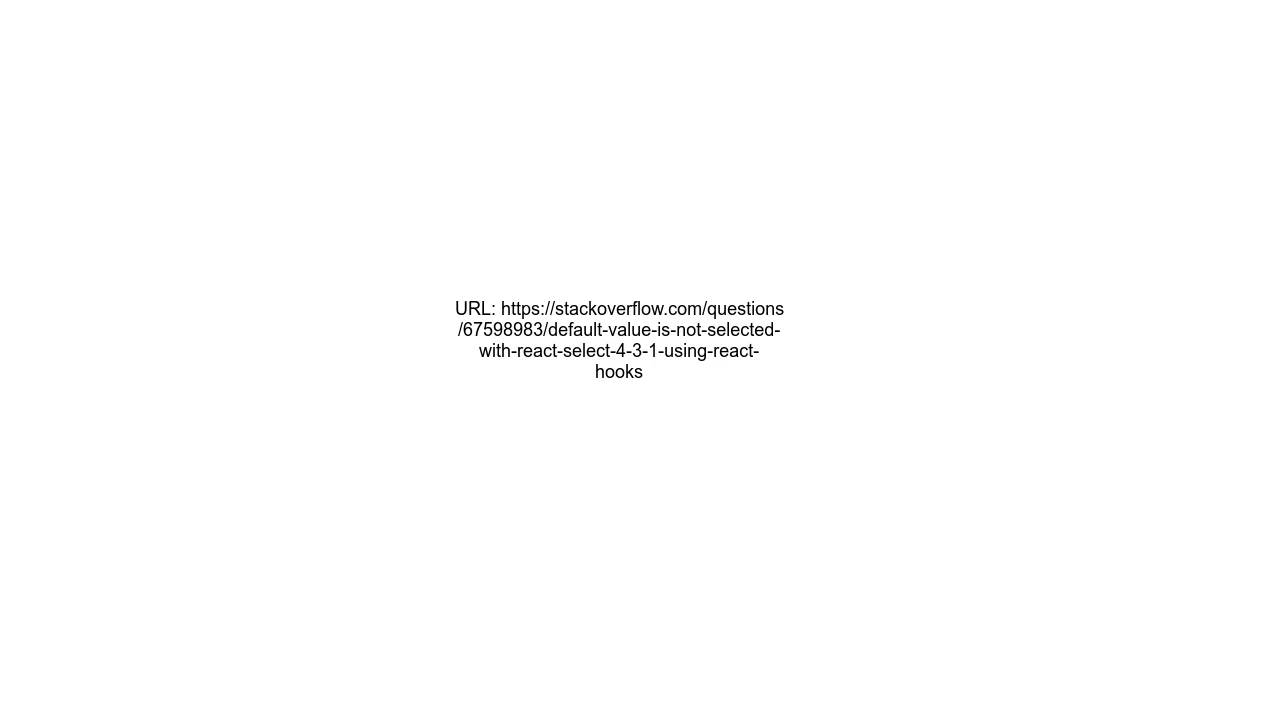 URL: https://stackoverflow.com/questions
/67598983/default-value-is-not-selected-
with-react-select-4-3-1-using-react-
hooks